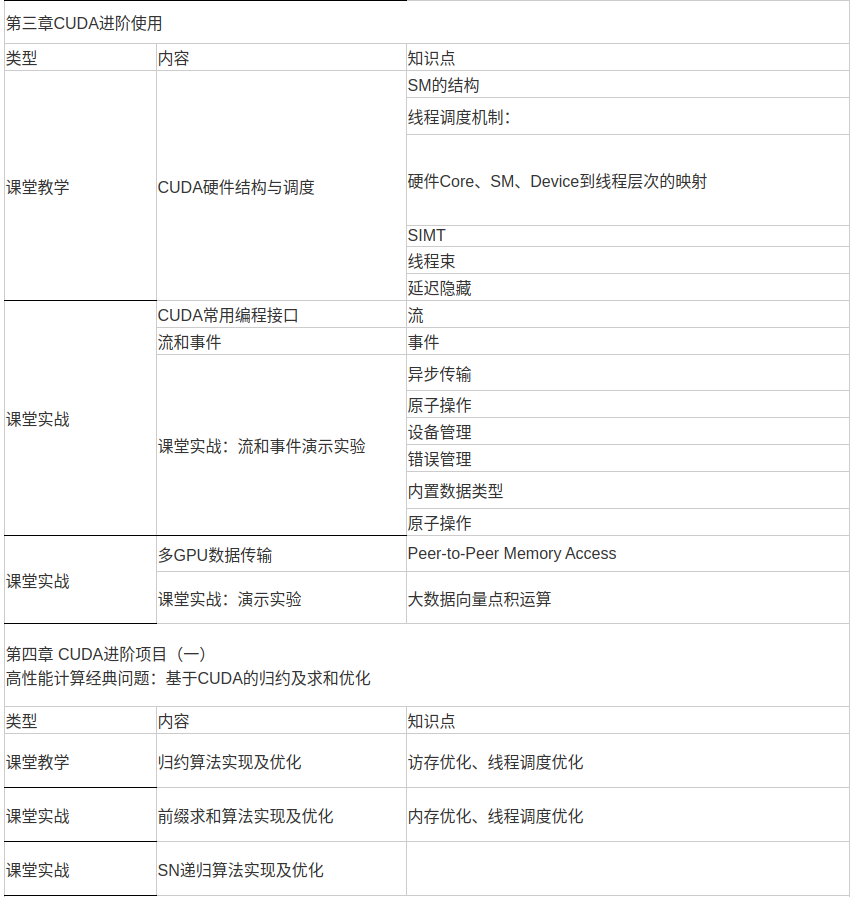 第三章CUDA进阶使用
类型 内容 知识点
SM的结构
线程调度机制：
课堂教学 CUDA硬件结构与调度 硬件Core、SM、Device到线程层次的映射
SIMT
线程束
延迟隐藏
CUDA常用编程接口 流
流和事件 事件
异步传输
原子操作
课堂实战 设备管理
课堂实战：流和事件演示实验 错误管理
内置数据类型
原子操作
多GPU数据传输 Peer-to-Peer Memory Access
课堂实战
课堂实战：演示实验 大数据向量点积运算
第四章 CUDA进阶项目（一）
高性能计算经典问题：基于CUDA的归约及求和优化
类型 内容 知识点
课堂教学 归约算法实现及优化 访存优化、线程调度优化
课堂实战 前缀求和算法实现及优化 内存优化、线程调度优化
课堂实战 SN递归算法实现及优化